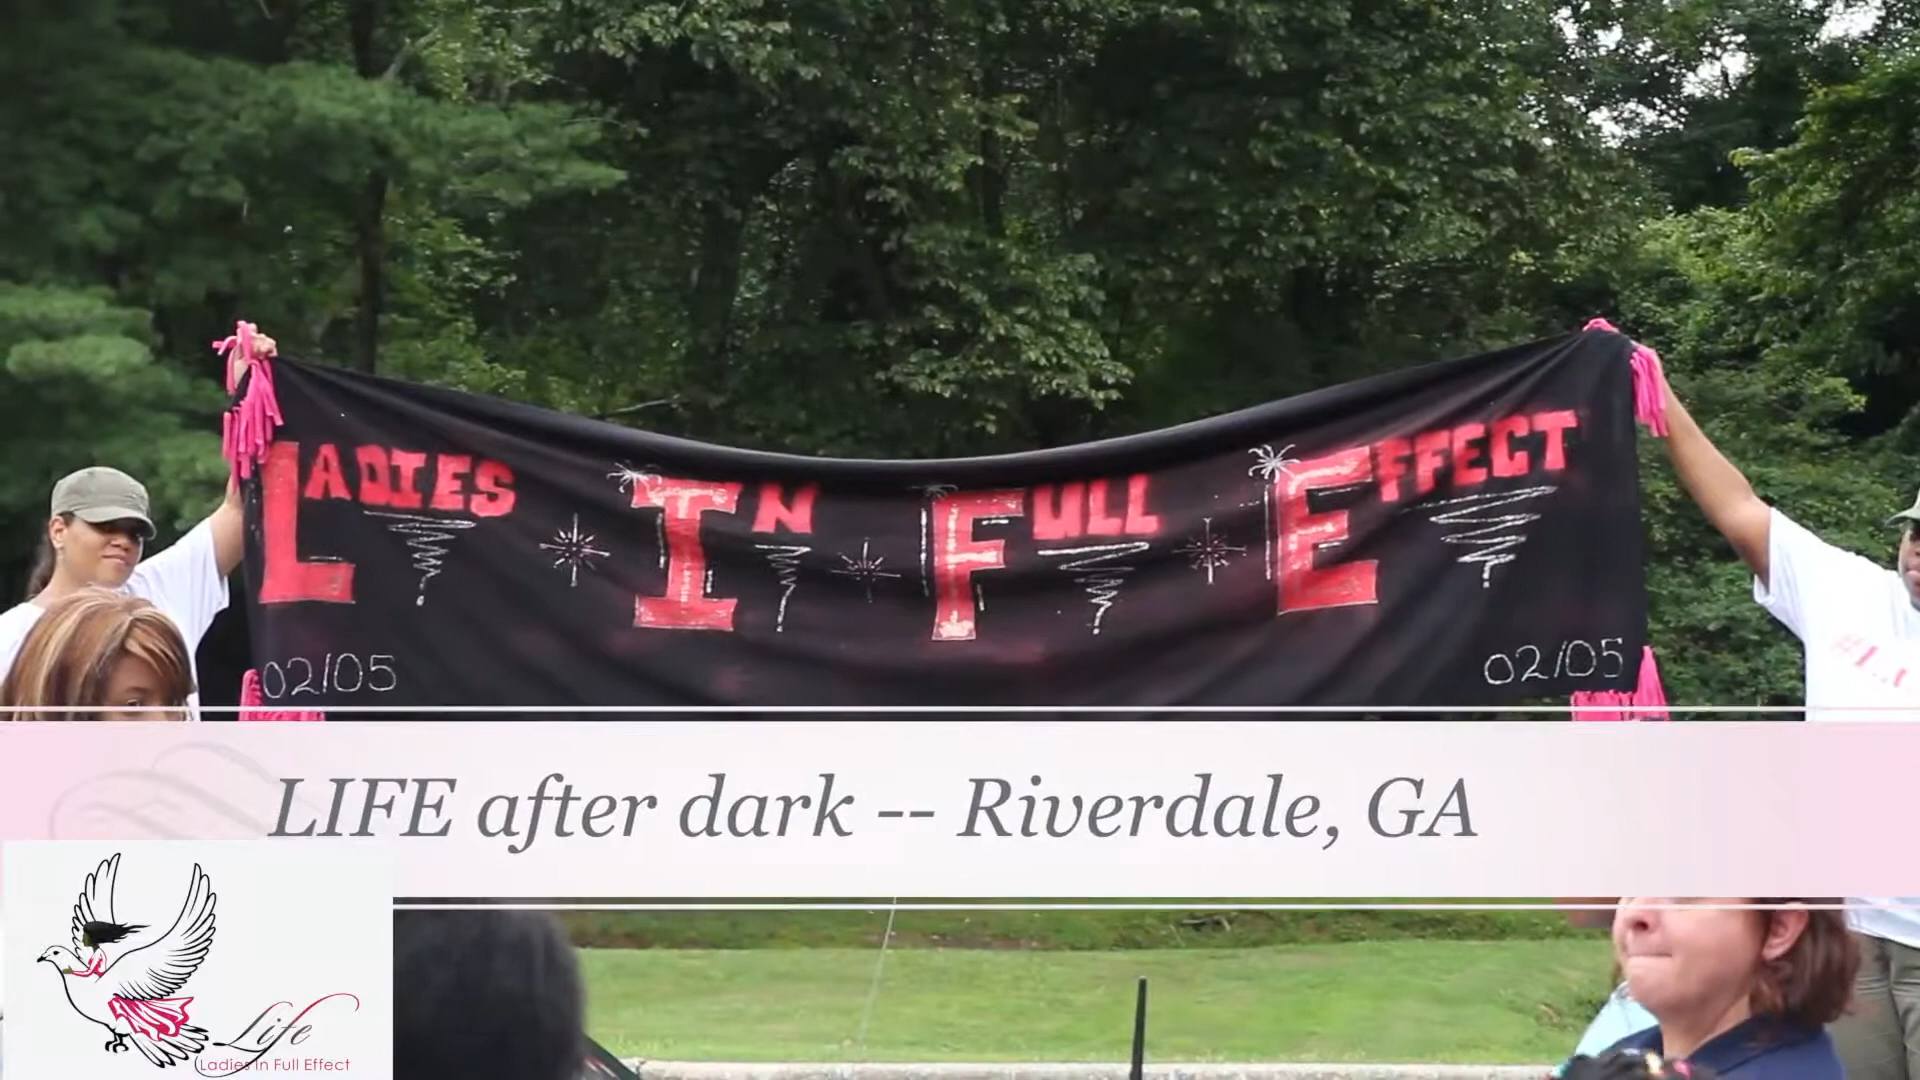 LADIES IN FULL EFFECT
02/05 02/05
LIFE after dark -- Riverdale, GA
Life
Ladies In Full Effect